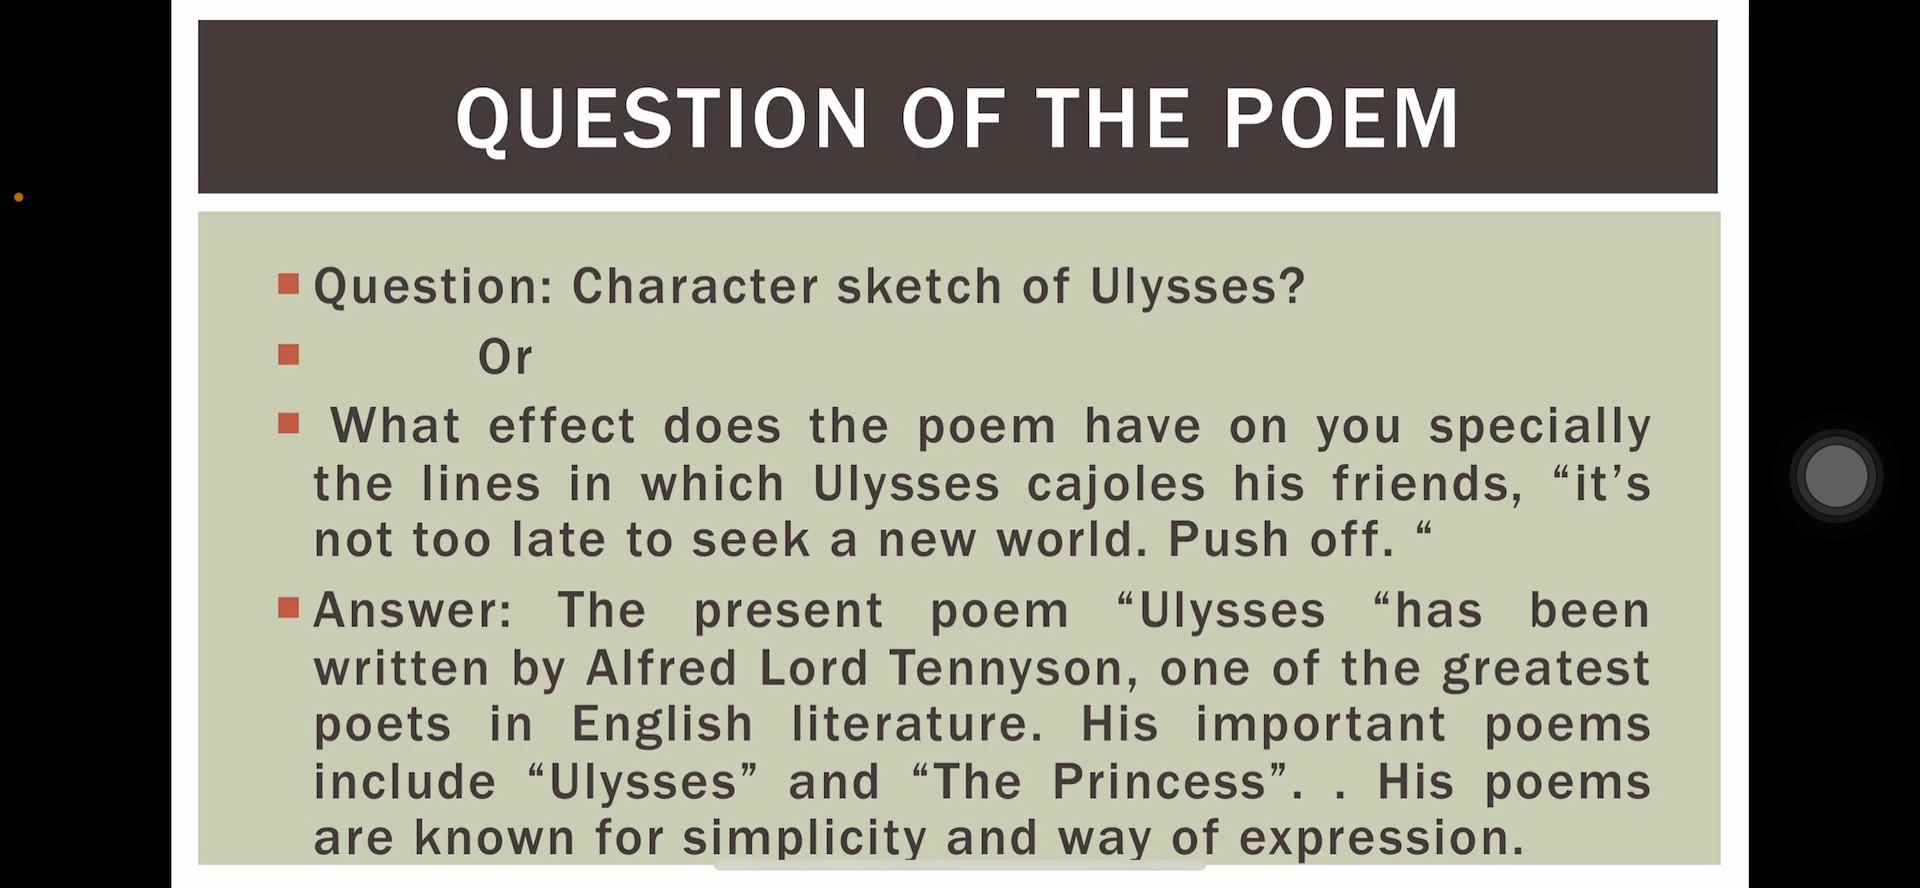 QUESTION OF THE POEM
Question: Character sketch of Ulysses?
Or
What effect does the poem have on you specially
the lines in which Ulysses cajoles his friends, “it’s
not too late to seek a new world. Push off. “
Answer: The present poem “Ulysses “has been
written by Alfred Lord Tennyson, one of the greatest
poets in English literature. His important poems
include “Ulysses” and “The Princess”. . His poems
are known for simplicity and way of expression.